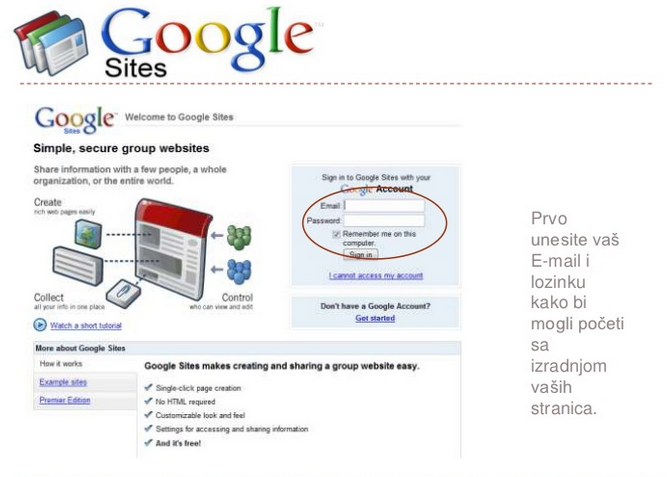 Google™
Sites
Google™ Welcome to Google Sites
Sites
Simple, secure group websites
Share information with a few people, a whole
organization, or the entire world.
Create
rich web pages easily
Collect
all your info in one place
Control
who can view and edit
Watch a short tutorial
Sign in to Google Sites with your
Google Account
Email:
Password:
Remember me on this
computer.
Sign in
I cannot access my account
Don't have a Google Account?
Get started
More about Google Sites
How it works
Example sites
Premier Edition
Google Sites makes creating and sharing a group website easy.
Single-click page creation
No HTML required
Customizable look and feel
Settings for accessing and sharing information
And it's free!
Prvo
unesite vaš
E-mail i
lozinku
kako bi
mogli početi
sa
izradnjom
vaših
stranica.